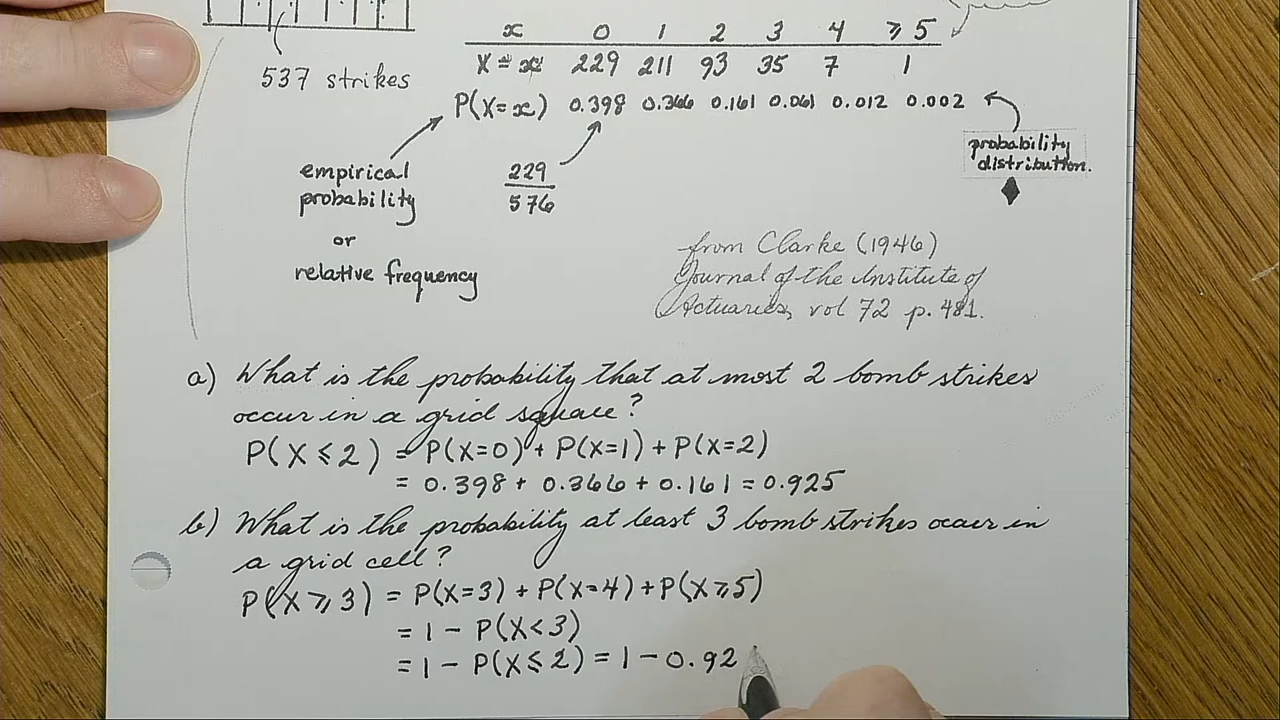 x 0 1 2 3 4 ⩾ 5
X = x 229 211 93 35 7 1
537 strikes
P(X=x) 0.398 0.366 0.161 0.061 0.012 0.002
probability
distribution.
empirical
probability
229
576
or
relative frequency
from Clarke (1946)
Journal of the Institute of
Actuaries, vol 72 p. 481.
a) What is the probability that at most 2 bomb strikes
occur in a grid square?
P(X ⩽ 2) = P(X=0) + P(X=1) + P(X=2)
= 0.398 + 0.366 + 0.161 = 0.925
b) What is the probability at least 3 bomb strikes occur in
a grid cell?
P(X ⩾ 3) = P(X=3) + P(X=4) + P(X⩾5)
= 1 - P(X<3)
= 1 - P(X⩽2) = 1 - 0.92